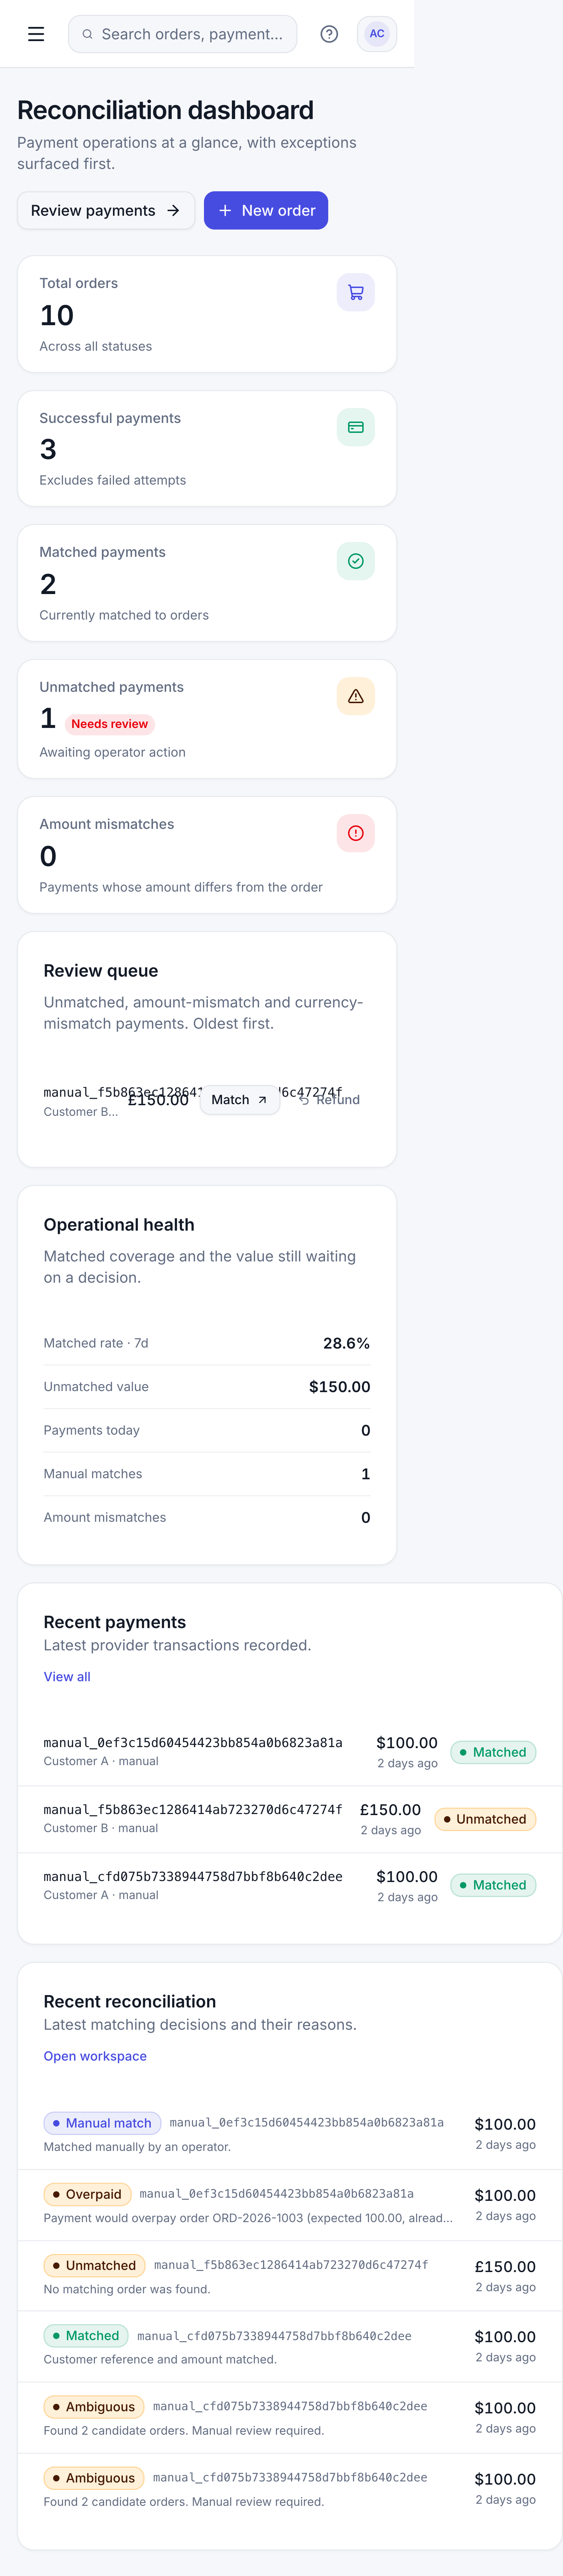 Search orders, payment...
AC
Reconciliation dashboard
Payment operations at a glance, with exceptions
surfaced first.
Review payments
New order
Total orders
10
Across all statuses
Successful payments
3
Excludes failed attempts
Matched payments
2
Currently matched to orders
Unmatched payments
1 Needs review
Awaiting operator action
Amount mismatches
0
Payments whose amount differs from the order
Review queue
Unmatched, amount-mismatch and currency-
mismatch payments. Oldest first.
manual_f5b863ec1286414ab723270d6c47274f
£150.00 Match Refund
Customer B...
Operational health
Matched coverage and the value still waiting
on a decision.
Matched rate · 7d 28.6%
Unmatched value $150.00
Payments today 0
Manual matches 1
Amount mismatches 0
Recent payments
Latest provider transactions recorded.
View all
manual_0ef3c15d60454423bb854a0b6823a81a $100.00 Matched
Customer A · manual 2 days ago
manual_f5b863ec1286414ab723270d6c47274f £150.00 Unmatched
Customer B · manual 2 days ago
manual_cfd075b7338944758d7bbf8b640c2dee $100.00 Matched
Customer A · manual 2 days ago
Recent reconciliation
Latest matching decisions and their reasons.
Open workspace
Manual match manual_0ef3c15d60454423bb854a0b6823a81a $100.00
Matched manually by an operator. 2 days ago
Overpaid manual_0ef3c15d60454423bb854a0b6823a81a $100.00
Payment would overpay order ORD-2026-1003 (expected 100.00, alread... 2 days ago
Unmatched manual_f5b863ec1286414ab723270d6c47274f £150.00
No matching order was found. 2 days ago
Matched manual_cfd075b7338944758d7bbf8b640c2dee $100.00
Customer reference and amount matched. 2 days ago
Ambiguous manual_cfd075b7338944758d7bbf8b640c2dee $100.00
Found 2 candidate orders. Manual review required. 2 days ago
Ambiguous manual_cfd075b7338944758d7bbf8b640c2dee $100.00
Found 2 candidate orders. Manual review required. 2 days ago